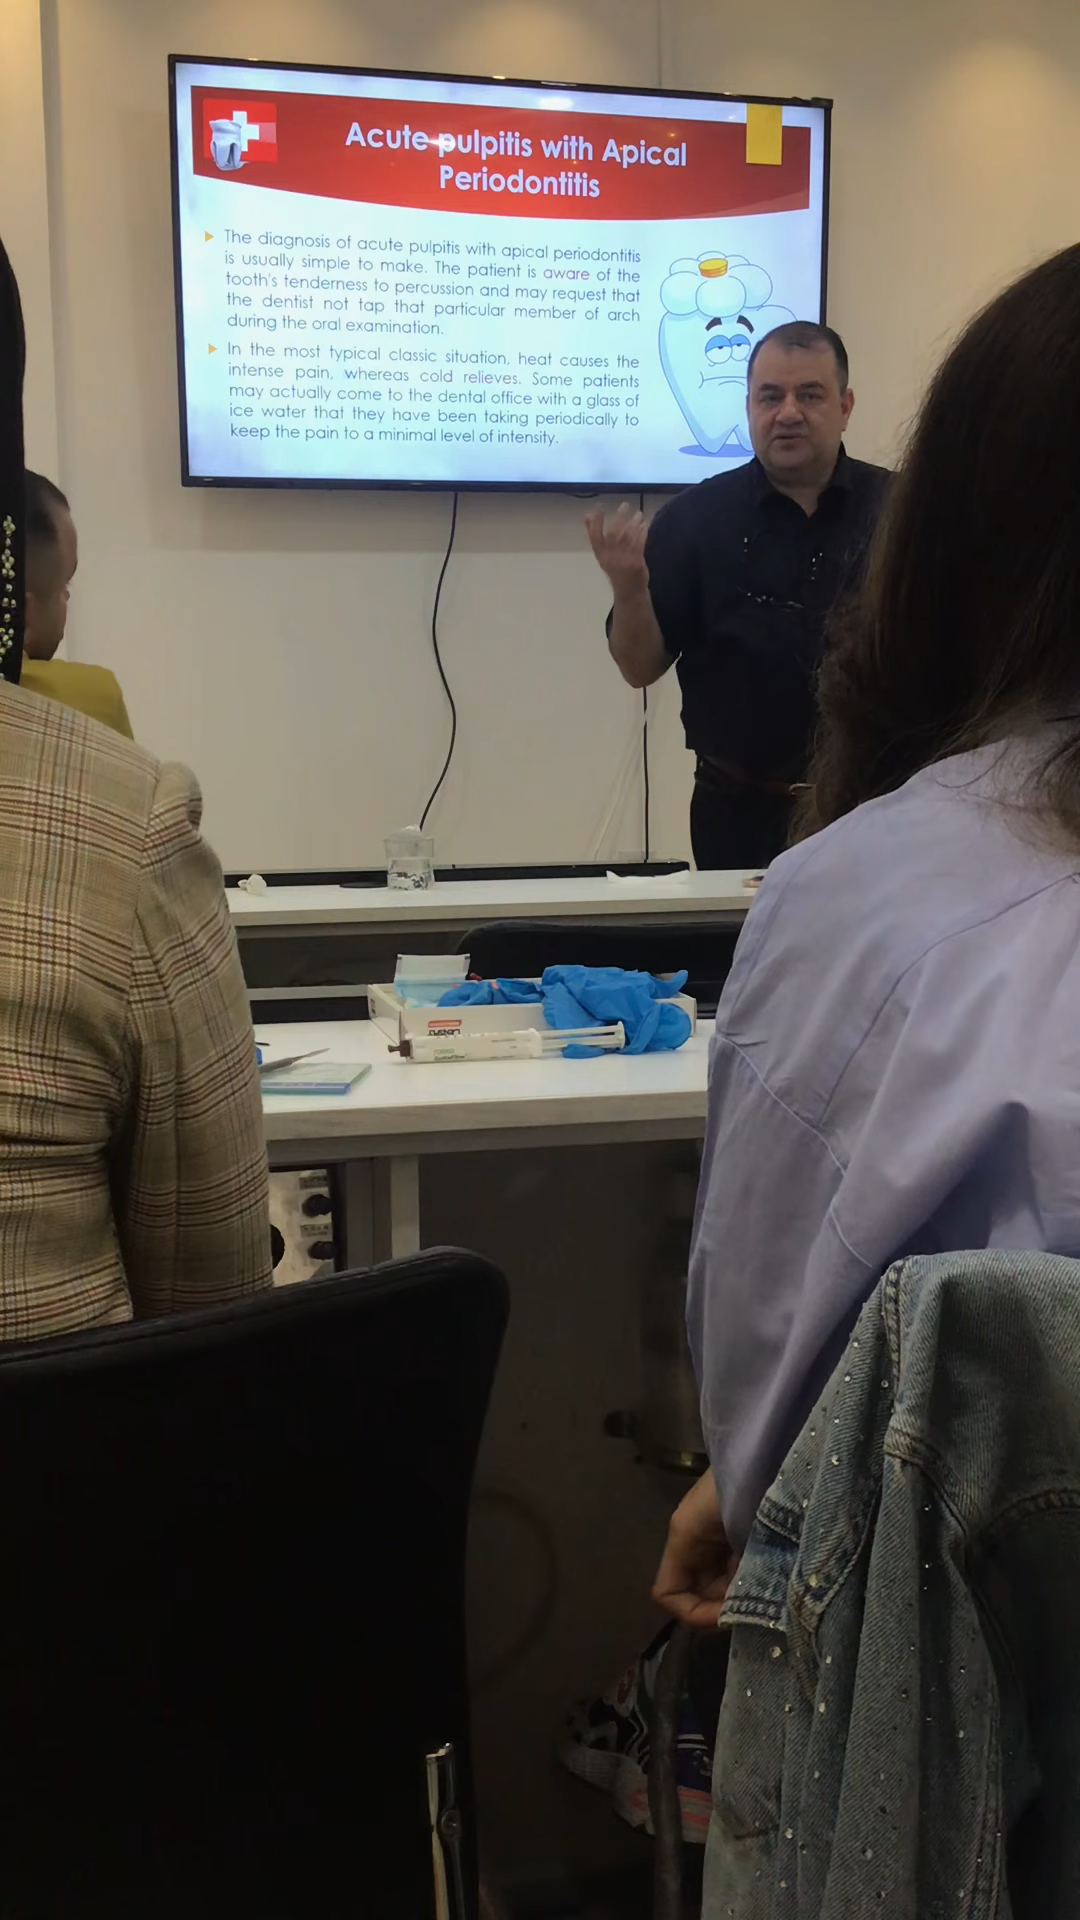 Acute pulpitis with Apical
Periodontitis
The diagnosis of acute pulpitis with apical periodontitis
is usually simple to make. The patient is aware of the
tooth's tenderness to percussion and may request that
the dentist not tap that particular member of arch
during the oral examination.
In the most typical classic situation, heat causes the
intense pain, whereas cold relieves. Some patients
may actually come to the dental office with a glass of
ice water that they have been taking periodically to
keep the pain to a minimal level of intensity.